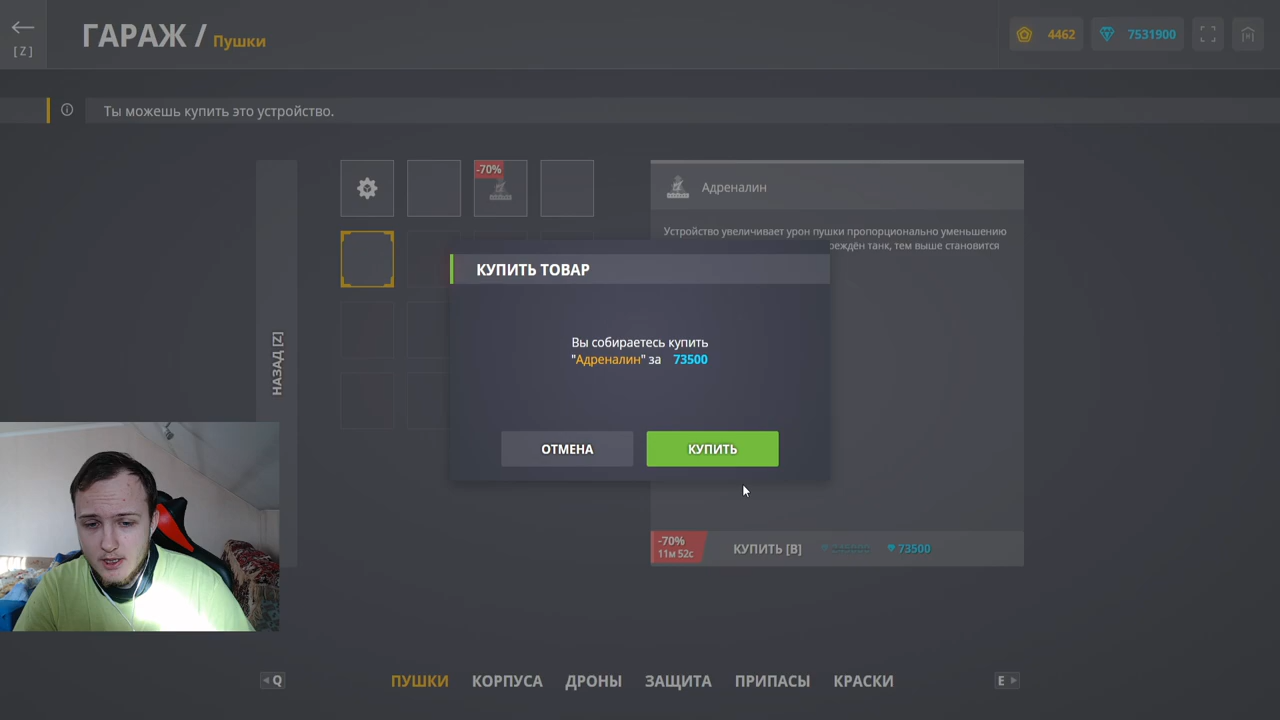 ГАРАЖ / Пушки
[Z]
4462
7531900
Ты можешь купить это устройство.
-70%
Адреналин
Устройство увеличивает урон пушки пропорционально уменьшению
реждён танк, тем выше становится
КУПИТЬ ТОВАР
Вы собираетесь купить
"Адреналин" за 73500
НАЗАД [Z]
ОТМЕНА
КУПИТЬ
-70%
11м 52с
КУПИТЬ [B]
73500
Q
ПУШКИ
КОРПУСА
ДРОНЫ
ЗАЩИТА
ПРИПАСЫ
КРАСКИ
E